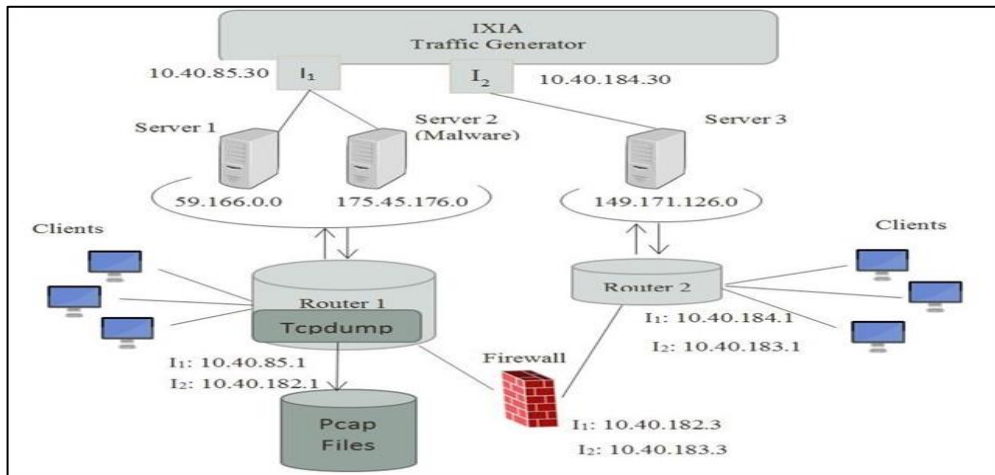 IXIA
Traffic Generator
10.40.85.30
I₁
I₂
10.40.184.30
Server 1
Server 2
(Malware)
Server 3
59.166.0.0
175.45.176.0
149.171.126.0
Clients
Clients
Router 1
Tcpdump
Router 2
I₁: 10.40.85.1
I₂: 10.40.182.1
I₁: 10.40.184.1
I₂: 10.40.183.1
Firewall
I₁: 10.40.182.3
I₂: 10.40.183.3
Pcap
Files